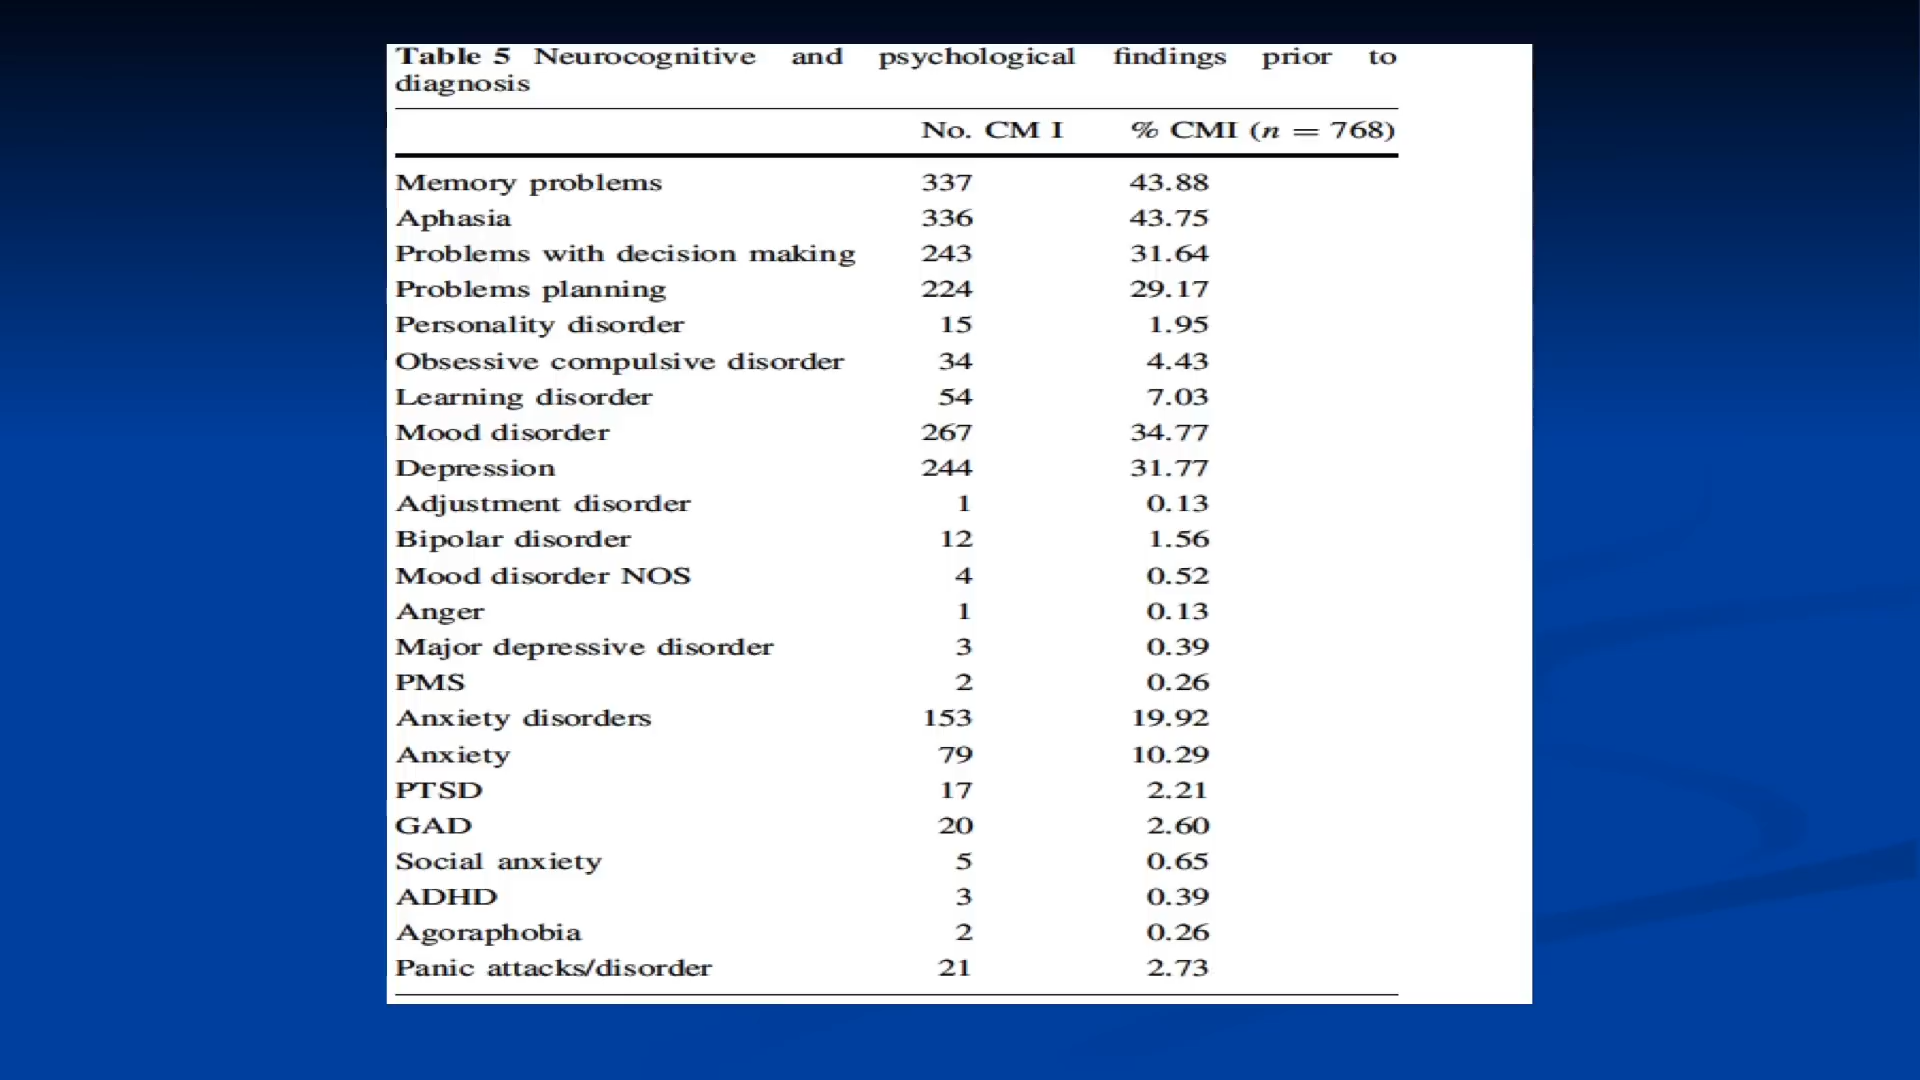 Table 5 Neurocognitive and psychological findings prior to
diagnosis
No. CM I % CMI (n = 768)
Memory problems 337 43.88
Aphasia 336 43.75
Problems with decision making 243 31.64
Problems planning 224 29.17
Personality disorder 15 1.95
Obsessive compulsive disorder 34 4.43
Learning disorder 54 7.03
Mood disorder 267 34.77
Depression 244 31.77
Adjustment disorder 1 0.13
Bipolar disorder 12 1.56
Mood disorder NOS 4 0.52
Anger 1 0.13
Major depressive disorder 3 0.39
PMS 2 0.26
Anxiety disorders 153 19.92
Anxiety 79 10.29
PTSD 17 2.21
GAD 20 2.60
Social anxiety 5 0.65
ADHD 3 0.39
Agoraphobia 2 0.26
Panic attacks/disorder 21 2.73